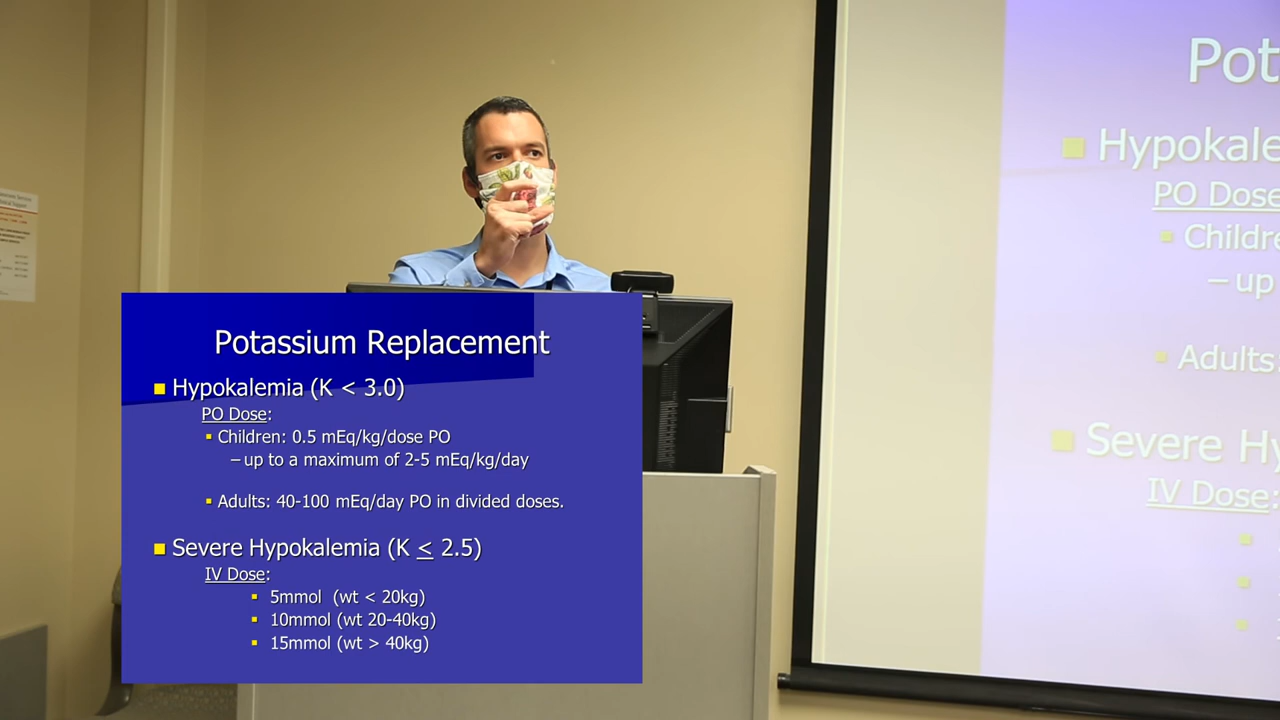 Potassium Replacement
Hypokalemia (K < 3.0)
PO Dose:
Children: 0.5 mEq/kg/dose PO
– up to a maximum of 2-5 mEq/kg/day
Adults: 40-100 mEq/day PO in divided doses.
Severe Hypokalemia (K < 2.5)
IV Dose:
5mmol (wt < 20kg)
10mmol (wt 20-40kg)
15mmol (wt > 40kg)
Pot
Hypokale
PO Dose
Childre
– up
Adults:
Severe Hy
IV Dose: